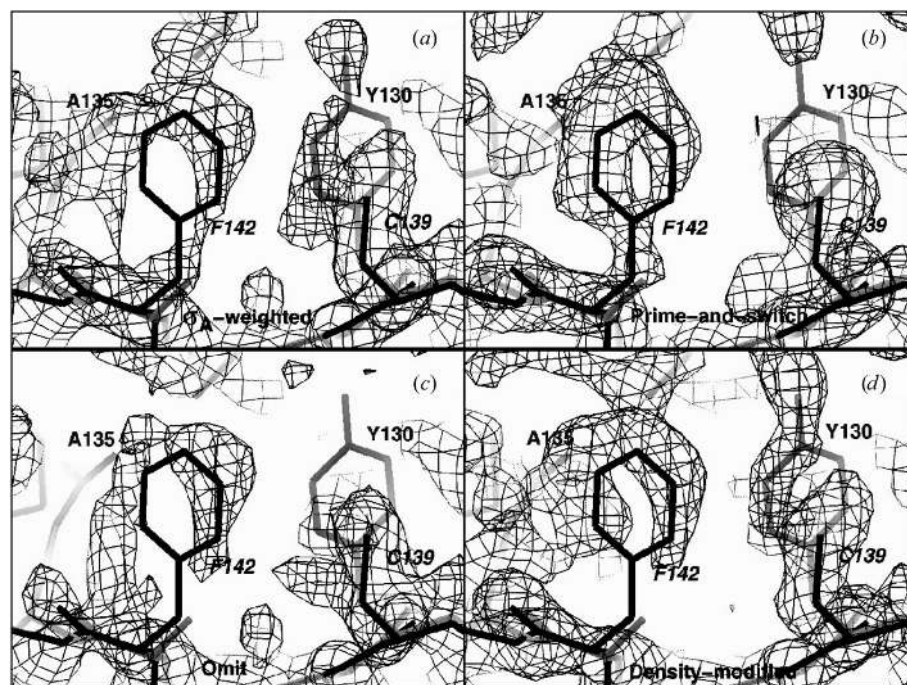 (a)
A135
Y130
F142
C139
σA-weighted
(b)
A135
Y130
F142
C139
Prime-and-switch
(c)
A135
Y130
F142
C139
Omit
(d)
A135
Y130
F142
C139
Density-modified